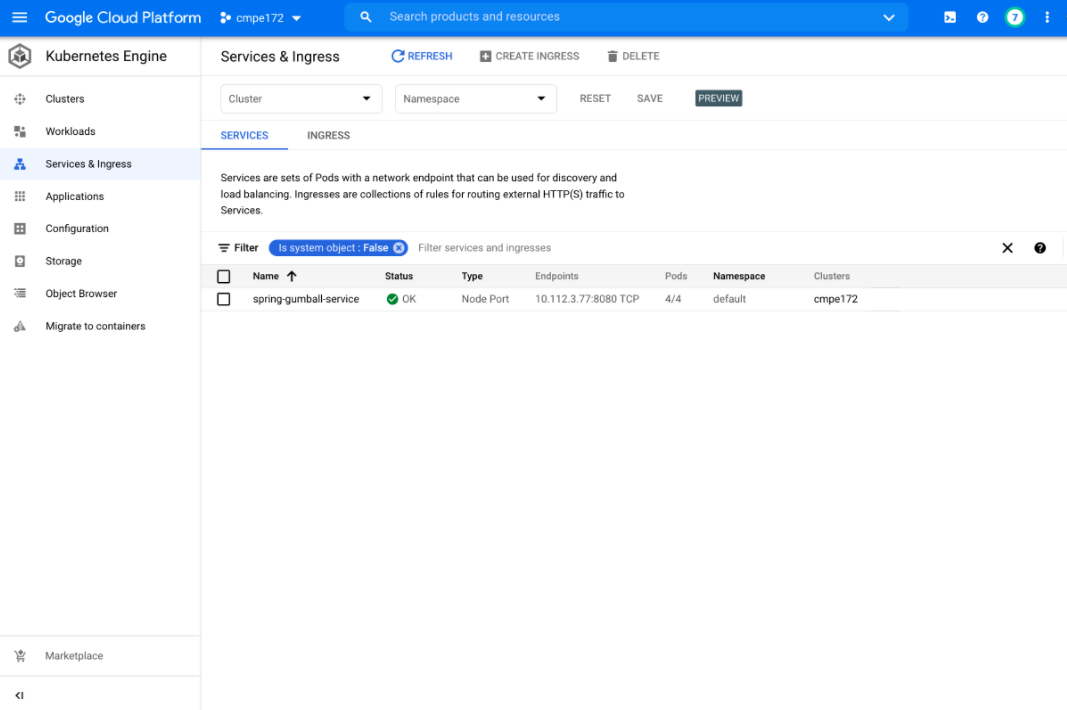 Google Cloud Platform
cmpe172
Search products and resources
7
Kubernetes Engine
Clusters
Workloads
Services & Ingress
Applications
Configuration
Storage
Object Browser
Migrate to containers
Marketplace
Services & Ingress
REFRESH
CREATE INGRESS
DELETE
Cluster
Namespace
RESET
SAVE
PREVIEW
SERVICES
INGRESS
Services are sets of Pods with a network endpoint that can be used for discovery and
load balancing. Ingresses are collections of rules for routing external HTTP(S) traffic to
Services.
Filter
Is system object : False
Filter services and ingresses
Name Status Type Endpoints Pods Namespace Clusters
spring-gumball-service OK Node Port 10.112.3.77:8080 TCP 4/4 default cmpe172